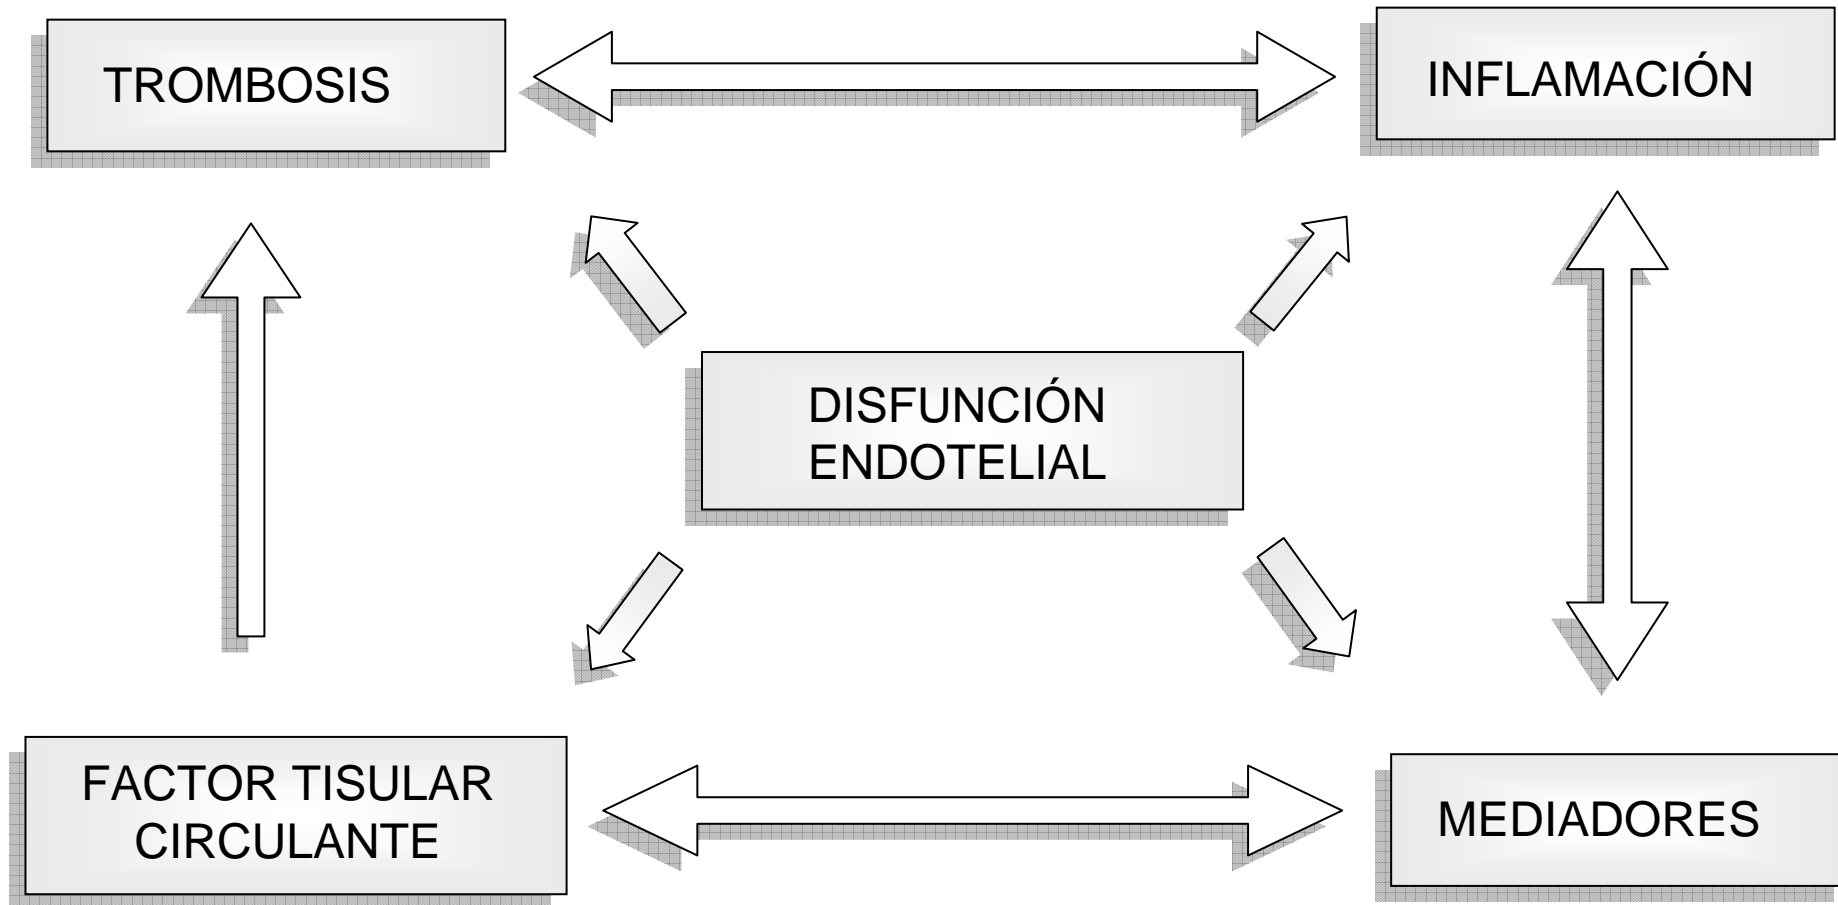 TROMBOSIS
INFLAMACIÓN
DISFUNCIÓN
ENDOTELIAL
FACTOR TISULAR
CIRCULANTE
MEDIADORES